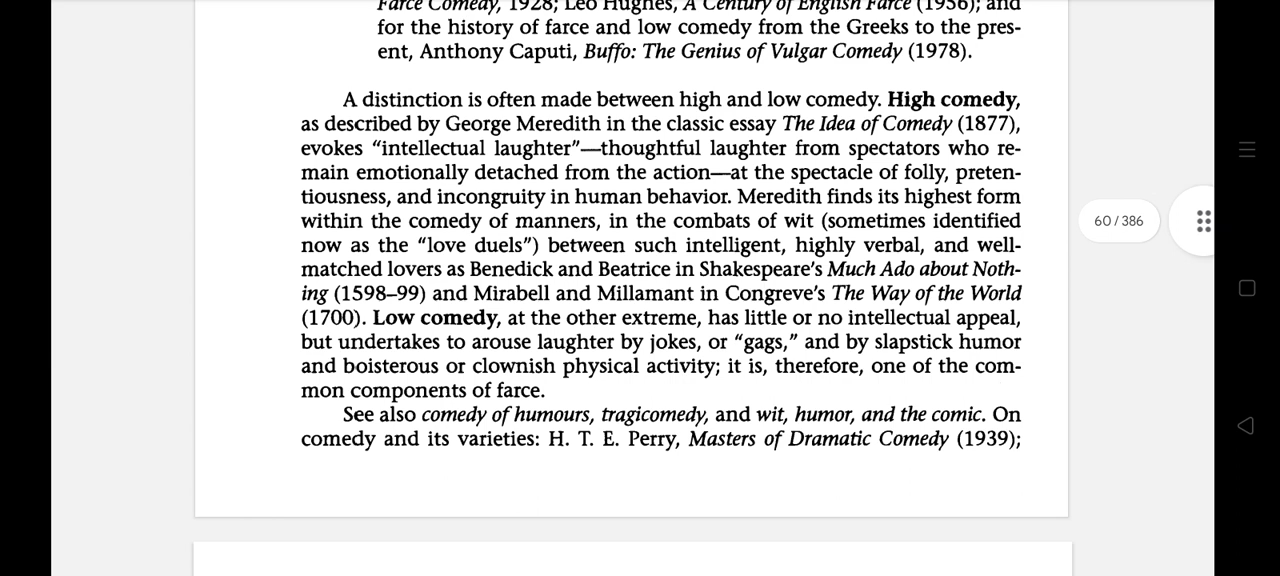 Farce Comedy, 1928; Leo Hughes, A Century of English Farce (1956); and
for the history of farce and low comedy from the Greeks to the pres-
ent, Anthony Caputi, Buffo: The Genius of Vulgar Comedy (1978).
A distinction is often made between high and low comedy. High comedy,
as described by George Meredith in the classic essay The Idea of Comedy (1877),
evokes “intellectual laughter”—thoughtful laughter from spectators who re-
main emotionally detached from the action—at the spectacle of folly, preten-
tiousness, and incongruity in human behavior. Meredith finds its highest form
within the comedy of manners, in the combats of wit (sometimes identified
now as the “love duels”) between such intelligent, highly verbal, and well-
matched lovers as Benedick and Beatrice in Shakespeare’s Much Ado about Noth-
ing (1598–99) and Mirabell and Millamant in Congreve’s The Way of the World
(1700). Low comedy, at the other extreme, has little or no intellectual appeal,
but undertakes to arouse laughter by jokes, or “gags,” and by slapstick humor
and boisterous or clownish physical activity; it is, therefore, one of the com-
mon components of farce.
See also comedy of humours, tragicomedy, and wit, humor, and the comic. On
comedy and its varieties: H. T. E. Perry, Masters of Dramatic Comedy (1939);
60 / 386